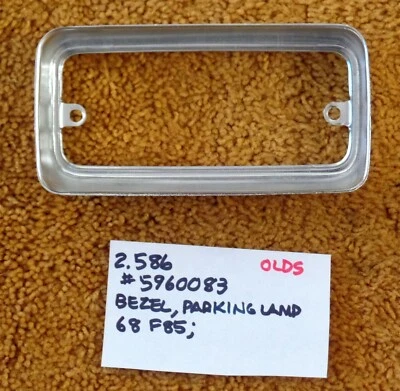 2.586 OLDS
#5960083
BEZEL, PARKING LAND
68 F85;